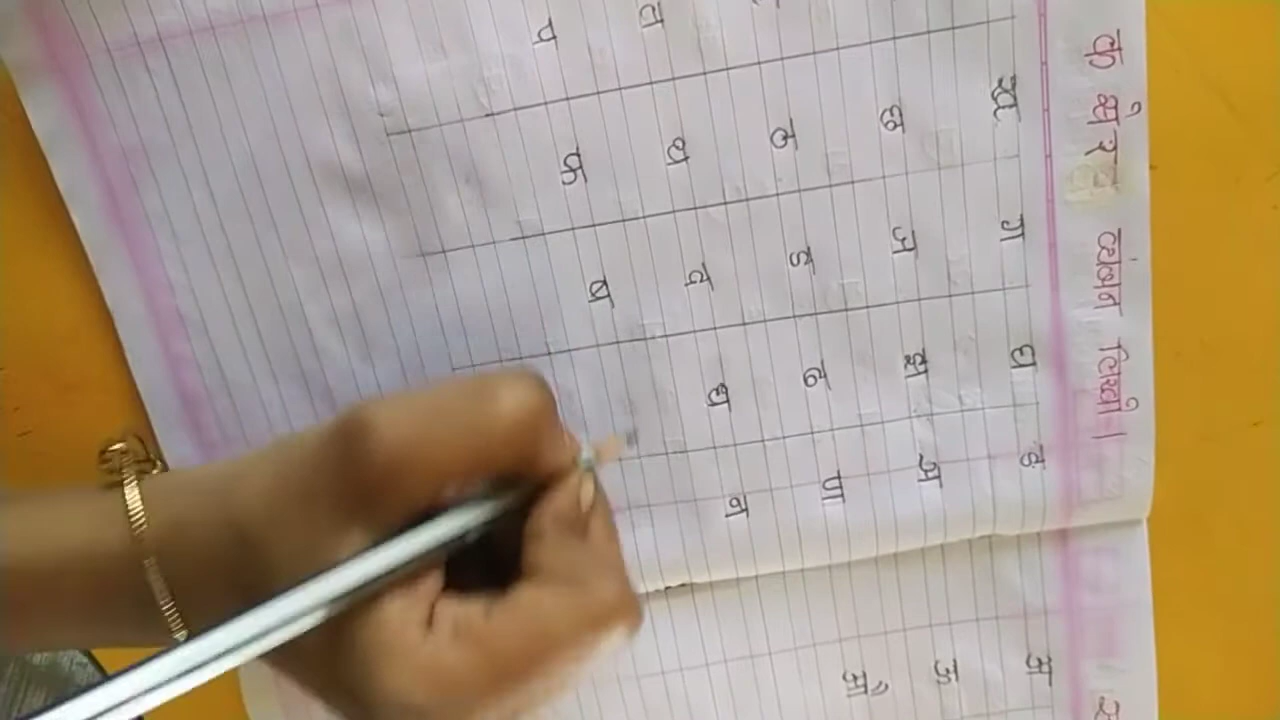 क से व्यंजन लिखो।
ख ग घ ङ
छ ज झ ञ
ठ ड ढ ण
त थ द ध न
प फ ब
अ
ऊ